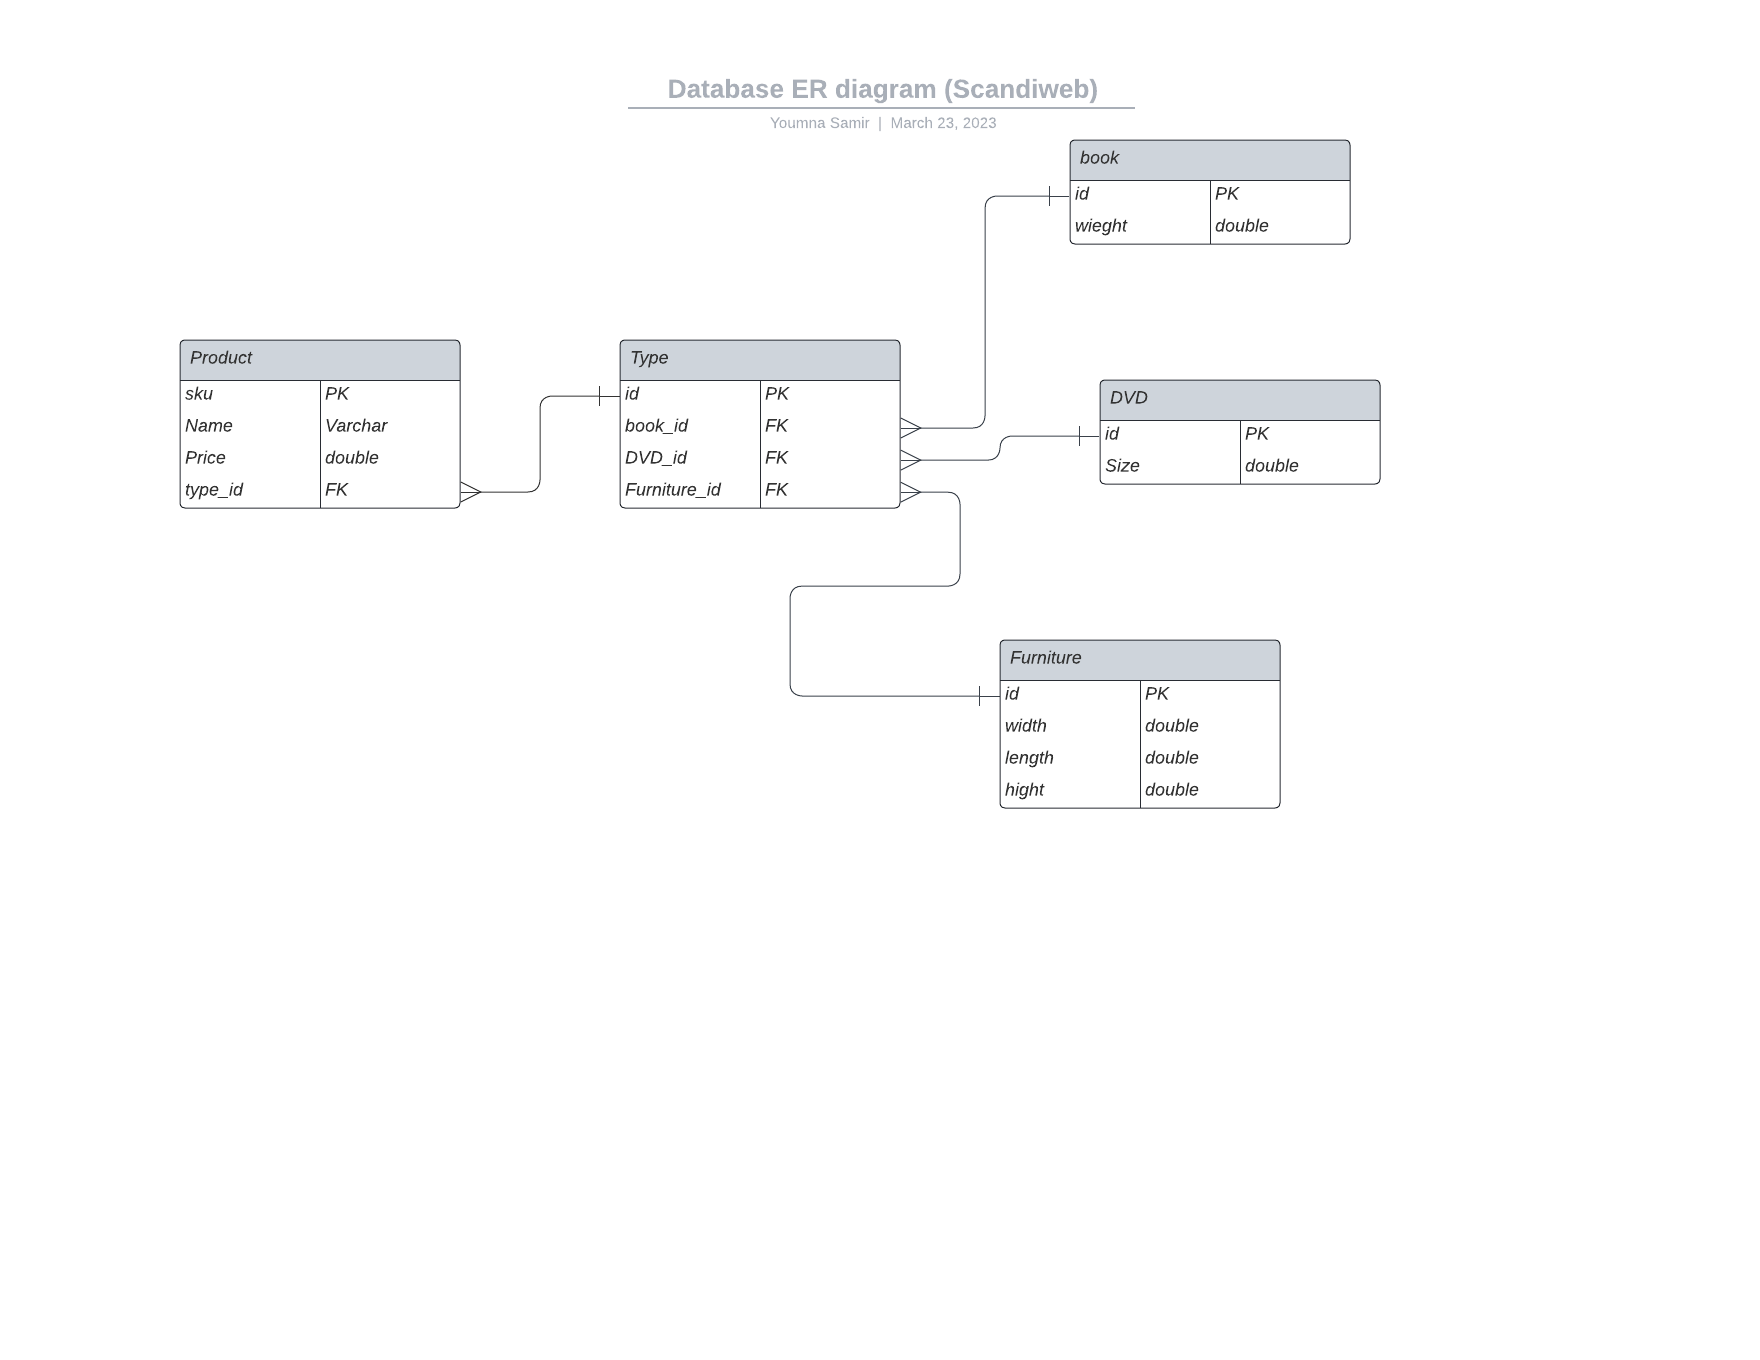 Database ER diagram (Scandiweb)
Youmna Samir | March 23, 2023
book
id PK
wieght double
Product
sku PK
Name Varchar
Price double
type_id FK
Type
id PK
book_id FK
DVD_id FK
Furniture_id FK
DVD
id PK
Size double
Furniture
id PK
width double
length double
hight double